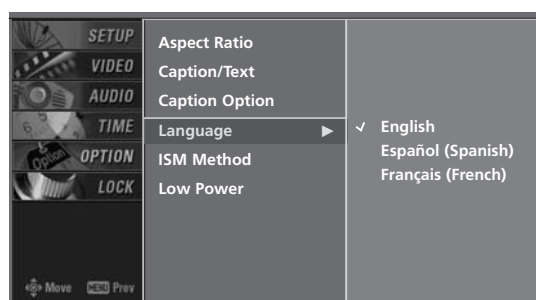 SETUP
VIDEO
AUDIO
TIME
OPTION
LOCK
Move MENU Prev
Aspect Ratio
Caption/Text
Caption Option
Language ▶
ISM Method
Low Power
✓ English
Español (Spanish)
Français (French)